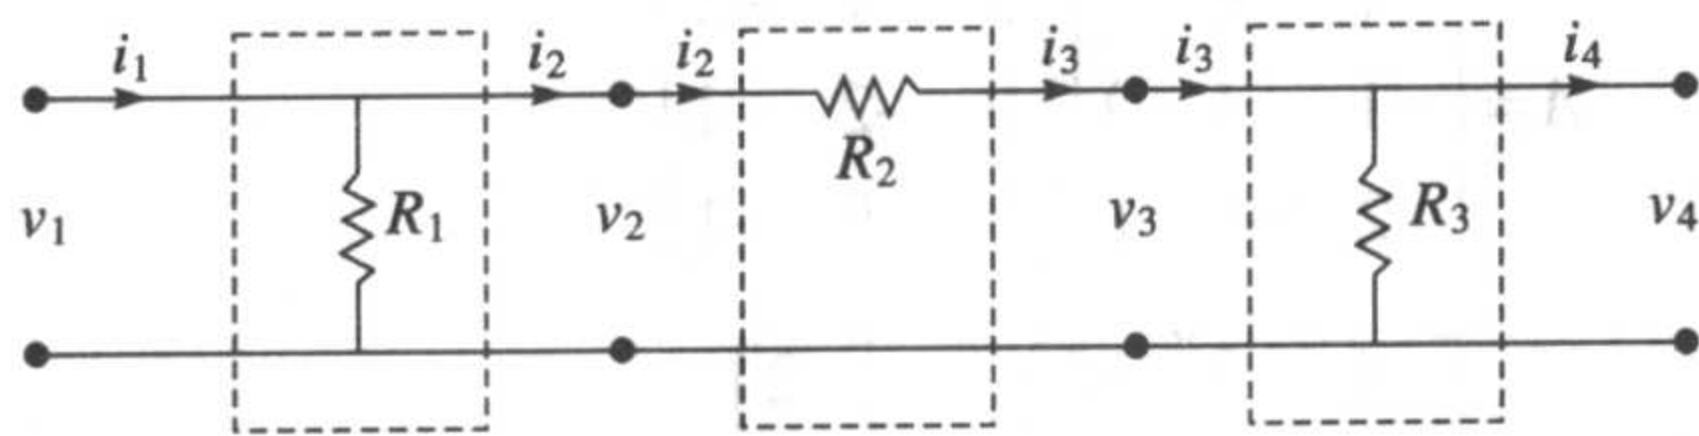 i₁ i₂ i₂ i₃ i₃ i₄
R₂
v₁ R₁ v₂ v₃ R₃ v₄